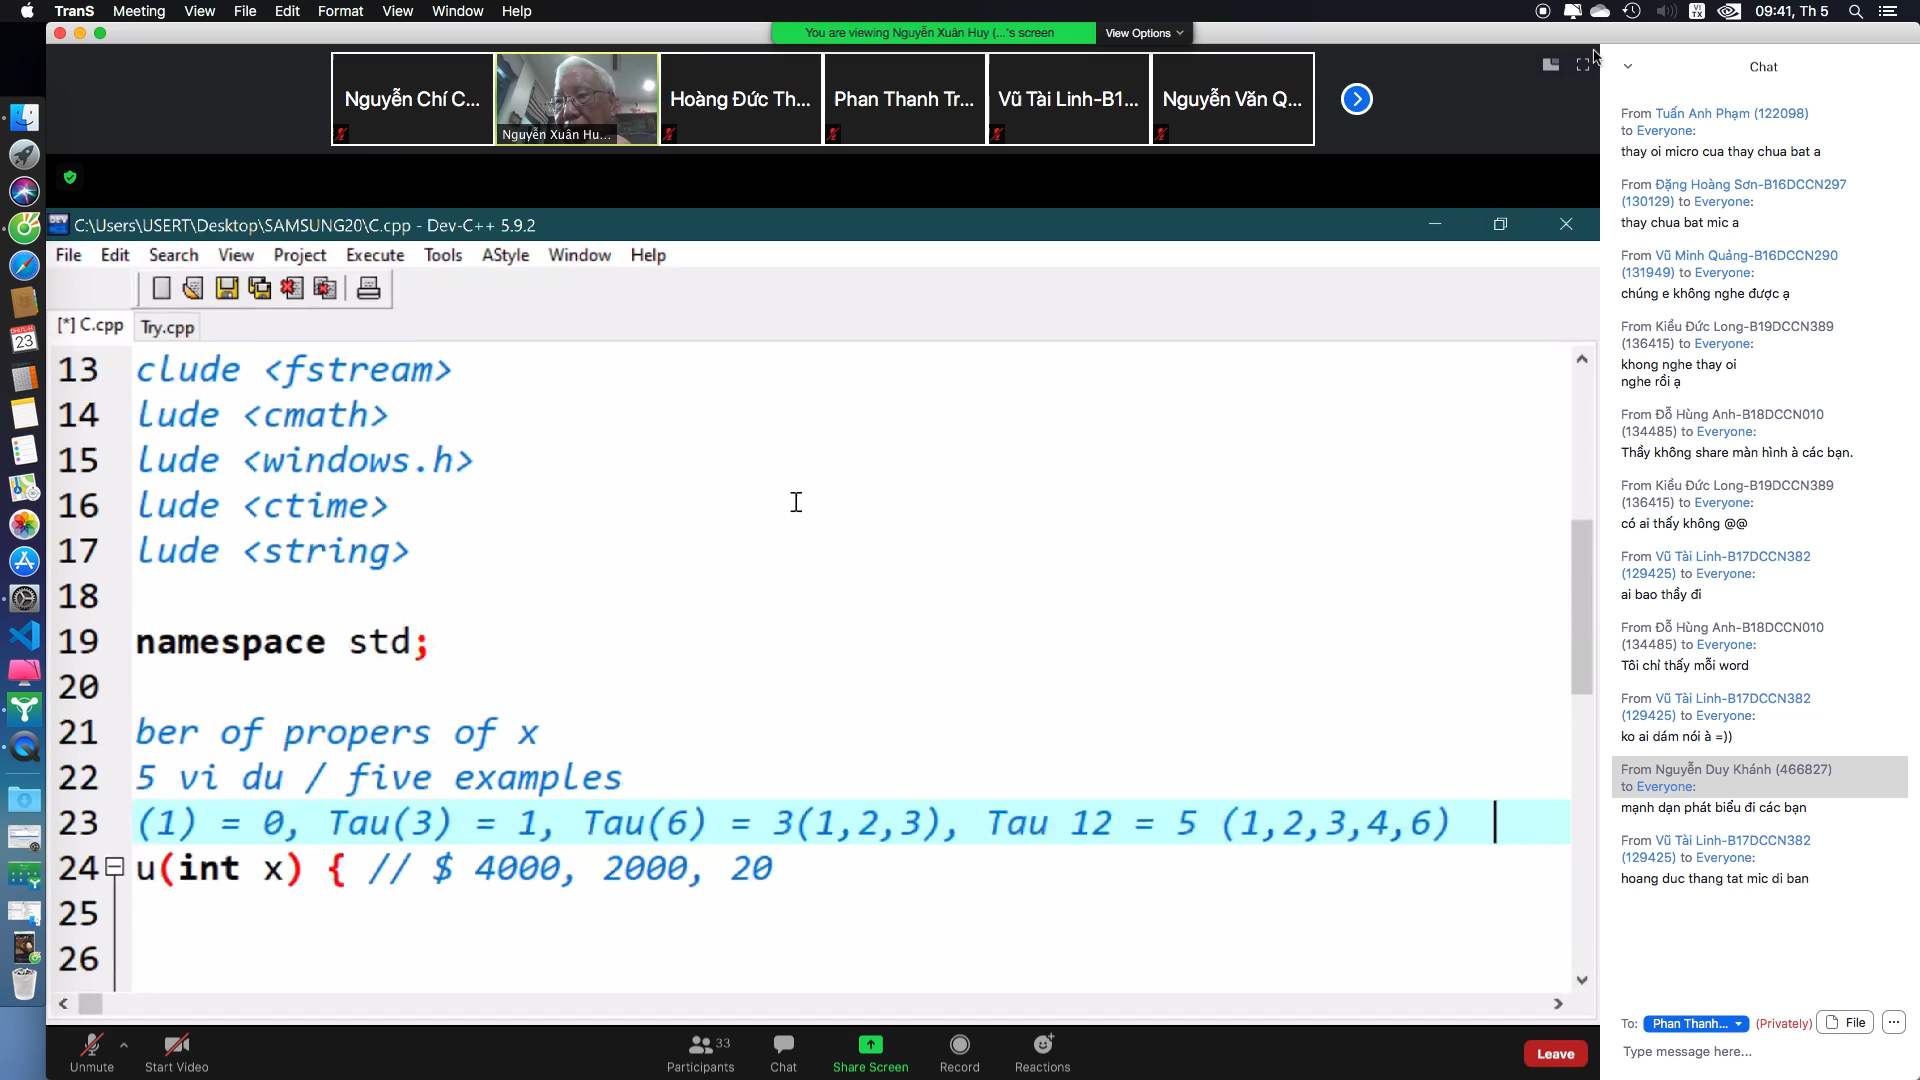 TranS Meeting View File Edit Format View Window Help
09:41, Th 5
You are viewing Nguyễn Xuân Huy (...'s screen
View Options
Nguyễn Chí C...
Nguyễn Xuân Hu...
Hoàng Đức Th...
Phan Thanh Tr...
Vũ Tài Linh-B1...
Nguyễn Văn Q...
C:\Users\USERT\Desktop\SAMSUNG20\C.cpp - Dev-C++ 5.9.2
File Edit Search View Project Execute Tools AStyle Window Help
[*] C.cpp Try.cpp
13 clude <fstream>
14 lude <cmath>
15 lude <windows.h>
16 lude <ctime>
17 lude <string>
18
19 namespace std;
20
21 ber of propers of x
22 5 vi du / five examples
23 (1) = 0, Tau(3) = 1, Tau(6) = 3(1,2,3), Tau 12 = 5 (1,2,3,4,6)
24 u(int x) { // $ 4000, 2000, 20
25
26
Unmute
Start Video
Participants 33
Chat
Share Screen
Record
Reactions
Leave
Chat
From Tuấn Anh Phạm (122098)
to Everyone:
thay oi micro cua thay chua bat a
From Đặng Hoàng Sơn-B16DCCN297
(130129) to Everyone:
thay chua bat mic a
From Vũ Minh Quảng-B16DCCN290
(131949) to Everyone:
chúng e không nghe được ạ
From Kiều Đức Long-B19DCCN389
(136415) to Everyone:
khong nghe thay oi
nghe rồi ạ
From Đỗ Hùng Anh-B18DCCN010
(134485) to Everyone:
Thầy không share màn hình à các bạn.
From Kiều Đức Long-B19DCCN389
(136415) to Everyone:
có ai thấy không @@
From Vũ Tài Linh-B17DCCN382
(129425) to Everyone:
ai bao thầy đi
From Đỗ Hùng Anh-B18DCCN010
(134485) to Everyone:
Tôi chỉ thấy mỗi word
From Vũ Tài Linh-B17DCCN382
(129425) to Everyone:
ko ai dám nói à =))
From Nguyễn Duy Khánh (466827)
to Everyone:
mạnh dạn phát biểu đi các bạn
From Vũ Tài Linh-B17DCCN382
(129425) to Everyone:
hoang duc thang tat mic di ban
To: Phan Thanh... (Privately) File
Type message here...